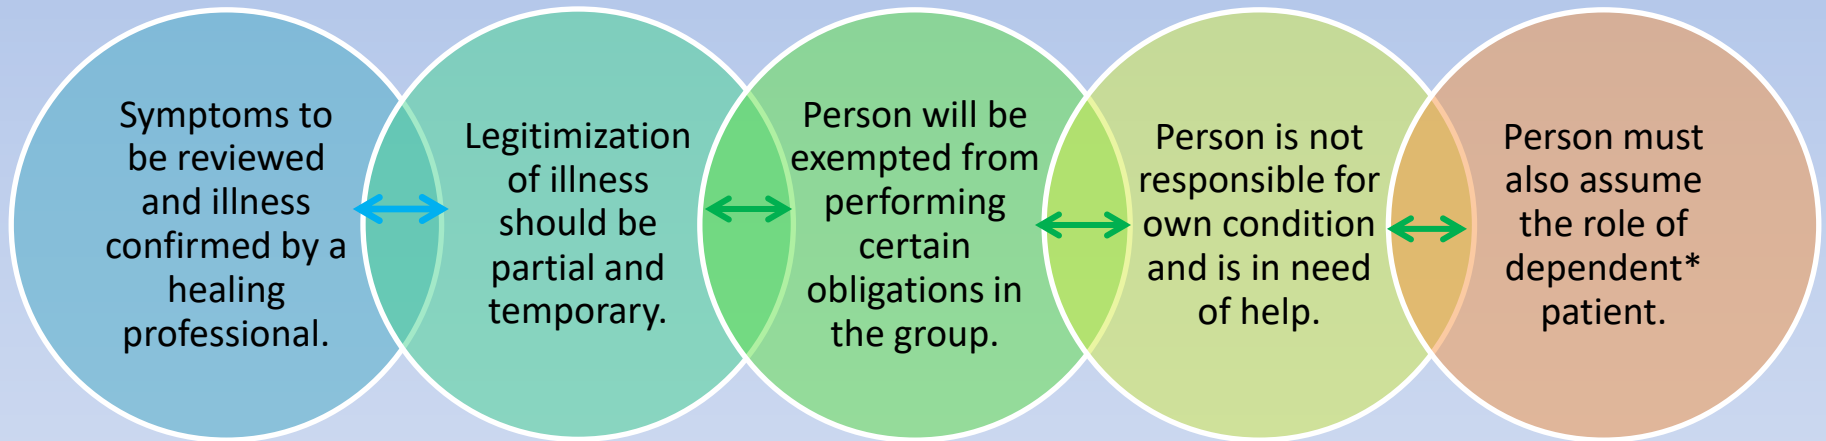 Symptoms to
be reviewed
and illness
confirmed by a
healing
professional.
Legitimization
of illness
should be
partial and
temporary.
Person will be
exempted from
performing
certain
obligations in
the group.
Person is not
responsible for
own condition
and is in need
of help.
Person must
also assume
the role of
dependent*
patient.